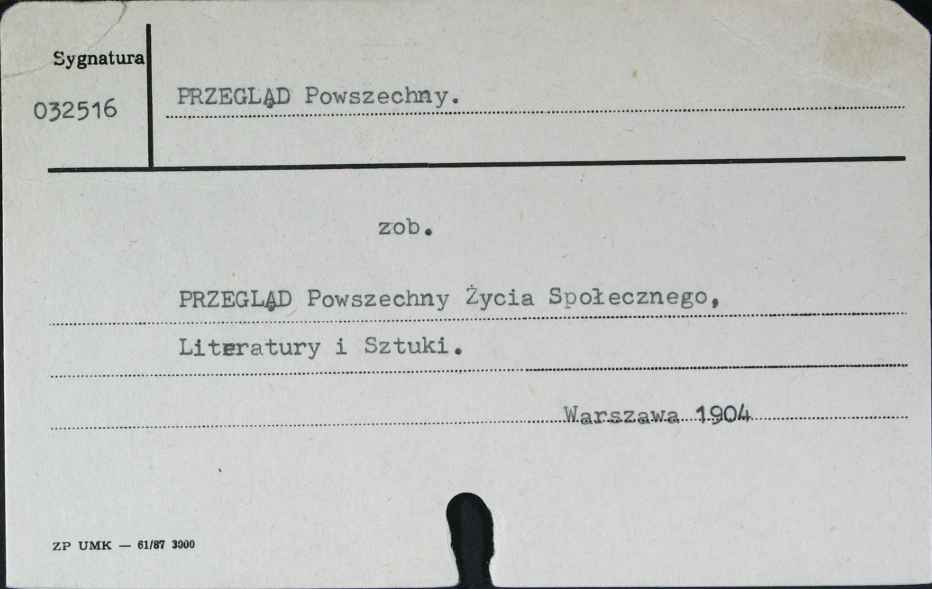 Sygnatura
032516
PRZEGLĄD Powszechny.
zob.
PRZEGLĄD Powszechny Życia Społecznego,
Literatury i Sztuki.
Warszawa 1904
ZP UMK — 61/87 3000